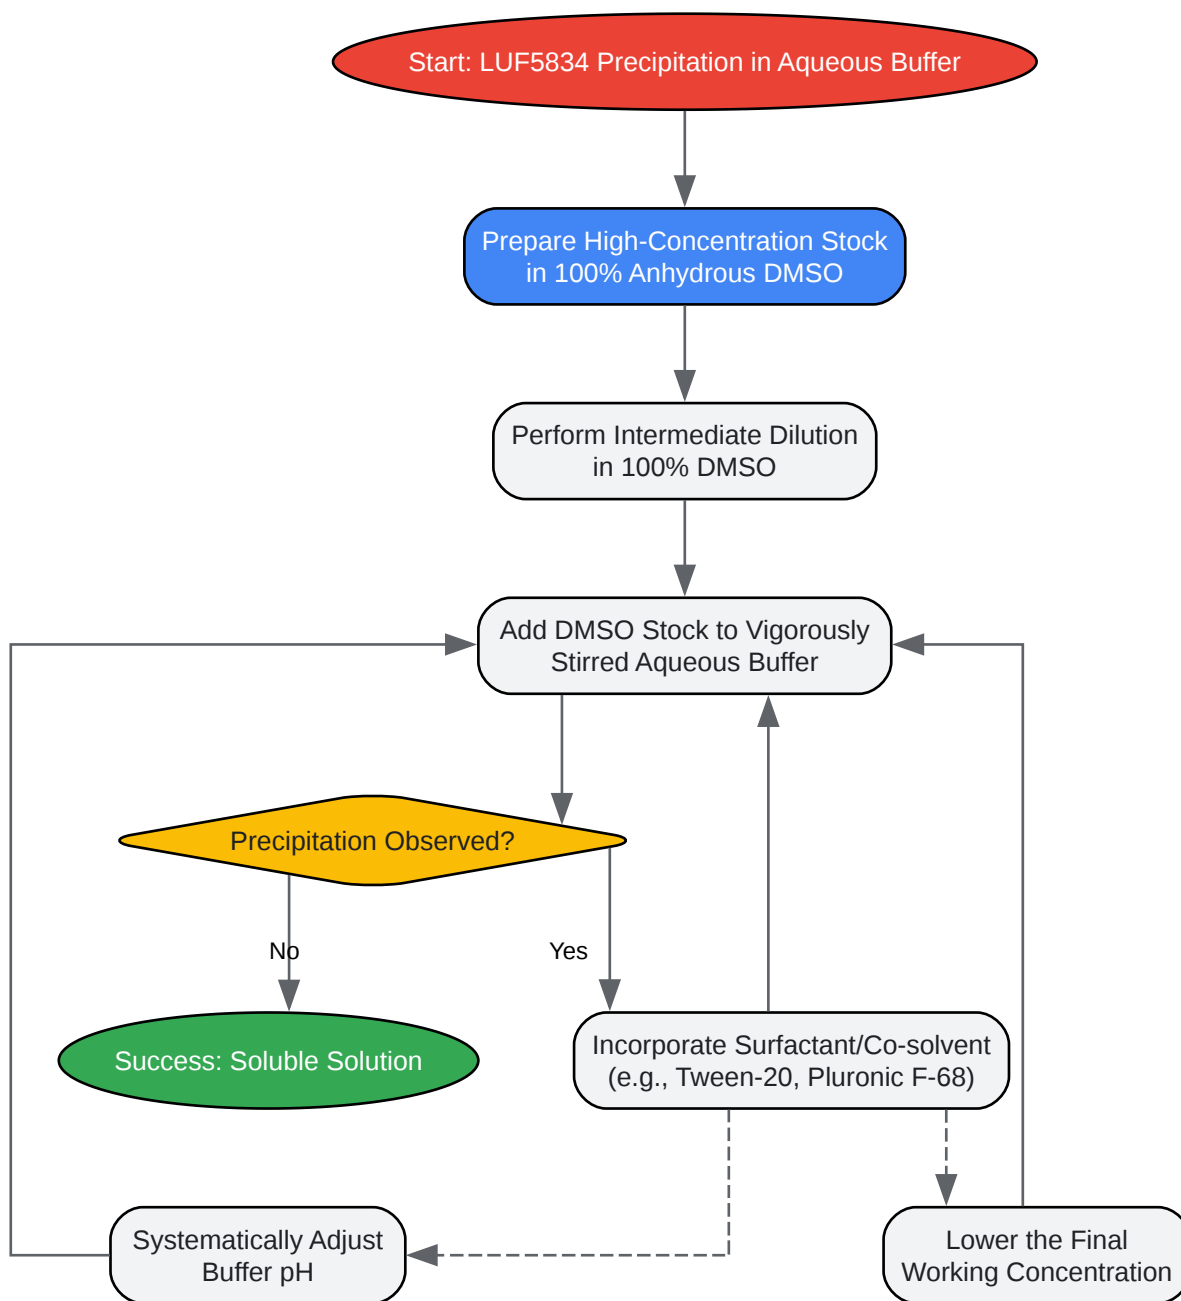 Start: LUF5834 Precipitation in Aqueous Buffer
Prepare High-Concentration Stock
in 100% Anhydrous DMSO
Perform Intermediate Dilution
in 100% DMSO
Add DMSO Stock to Vigorously
Stirred Aqueous Buffer
Precipitation Observed?
No
Yes
Success: Soluble Solution
Incorporate Surfactant/Co-solvent
(e.g., Tween-20, Pluronic F-68)
Systematically Adjust
Buffer pH
Lower the Final
Working Concentration